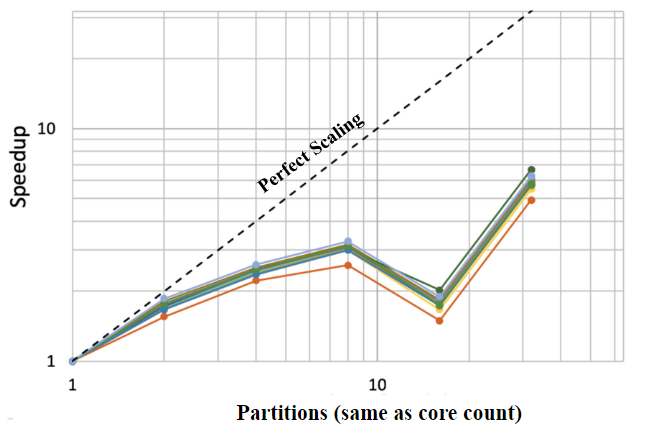 10
Speedup
Perfect Scaling
1
1
10
Partitions (same as core count)